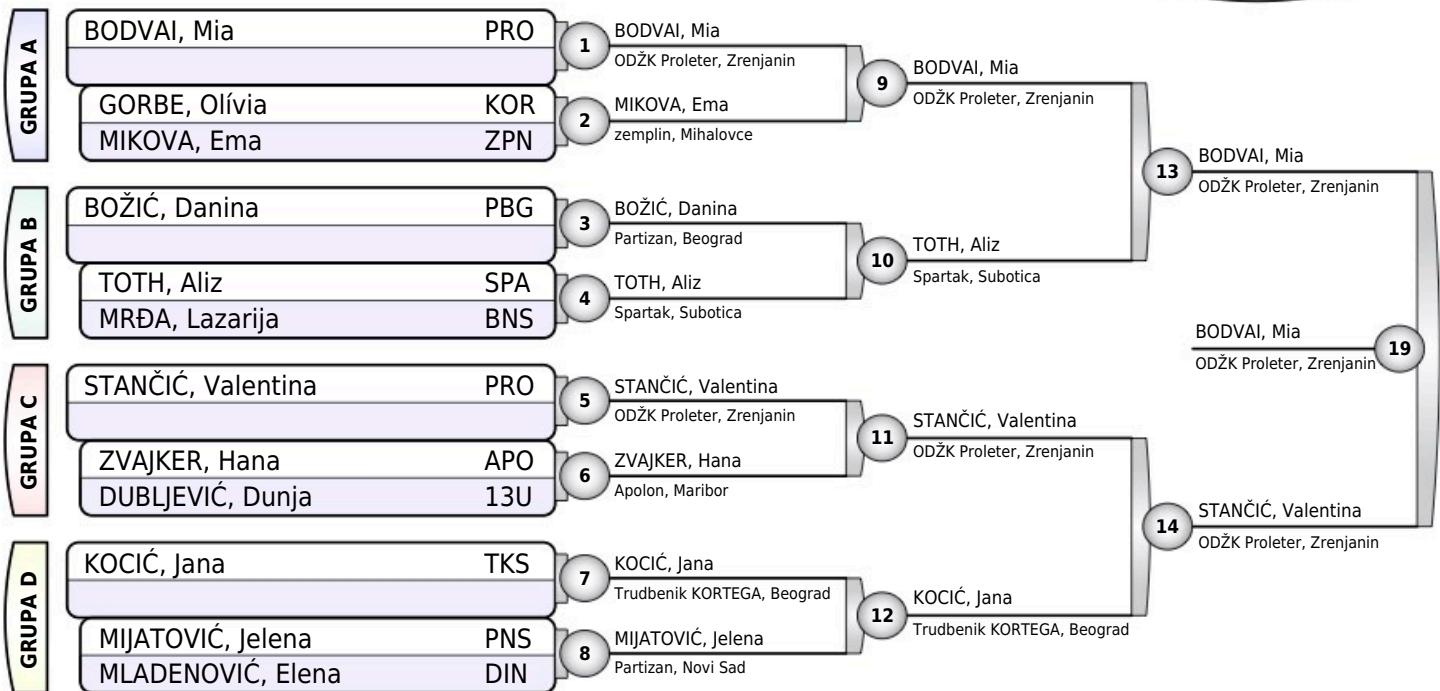 GRUPA A
BODVAI, Mia PRO
GORBE, Olívia KOR
MIKOVA, Ema ZPN
1
BODVAI, Mia
ODŽK Proleter, Zrenjanin
2
MIKOVA, Ema
zemplin, Mihalovce
9
BODVAI, Mia
ODŽK Proleter, Zrenjanin
GRUPA B
BOŽIĆ, Danina PBG
TOTH, Aliz SPA
MRĐA, Lazarija BNS
3
BOŽIĆ, Danina
Partizan, Beograd
4
TOTH, Aliz
Spartak, Subotica
10
TOTH, Aliz
Spartak, Subotica
13
BODVAI, Mia
ODŽK Proleter, Zrenjanin
GRUPA C
STANČIĆ, Valentina PRO
ZVAJKER, Hana APO
DUBLJEVIĆ, Dunja 13U
5
STANČIĆ, Valentina
ODŽK Proleter, Zrenjanin
6
ZVAJKER, Hana
Apolon, Maribor
11
STANČIĆ, Valentina
ODŽK Proleter, Zrenjanin
GRUPA D
KOCIĆ, Jana TKS
MIJATOVIĆ, Jelena PNS
MLADENOVIĆ, Elena DIN
7
KOCIĆ, Jana
Trudbenik KORTEGA, Beograd
8
MIJATOVIĆ, Jelena
Partizan, Novi Sad
12
KOCIĆ, Jana
Trudbenik KORTEGA, Beograd
14
STANČIĆ, Valentina
ODŽK Proleter, Zrenjanin
BODVAI, Mia
ODŽK Proleter, Zrenjanin
19